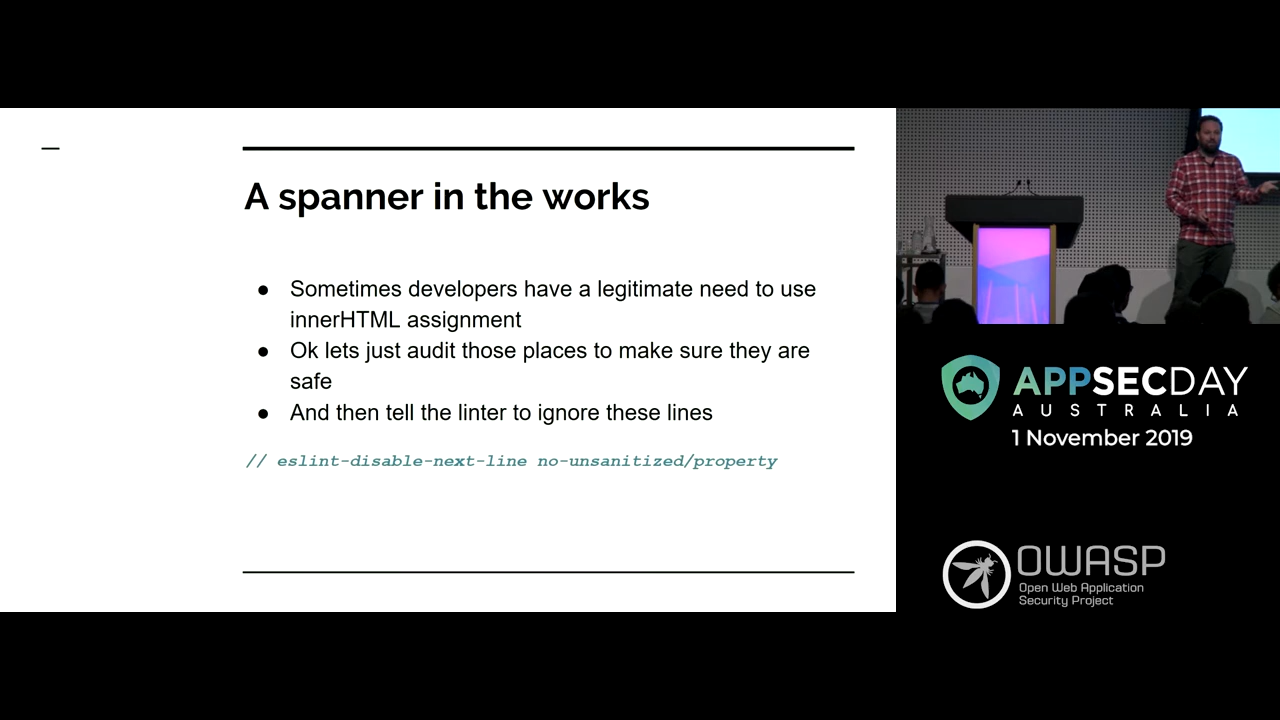 A spanner in the works
● Sometimes developers have a legitimate need to use
innerHTML assignment
● Ok lets just audit those places to make sure they are
safe
● And then tell the linter to ignore these lines
// eslint-disable-next-line no-unsanitized/property
APPSECDAY
AUSTRALIA
1 November 2019
OWASP
Open Web Application
Security Project